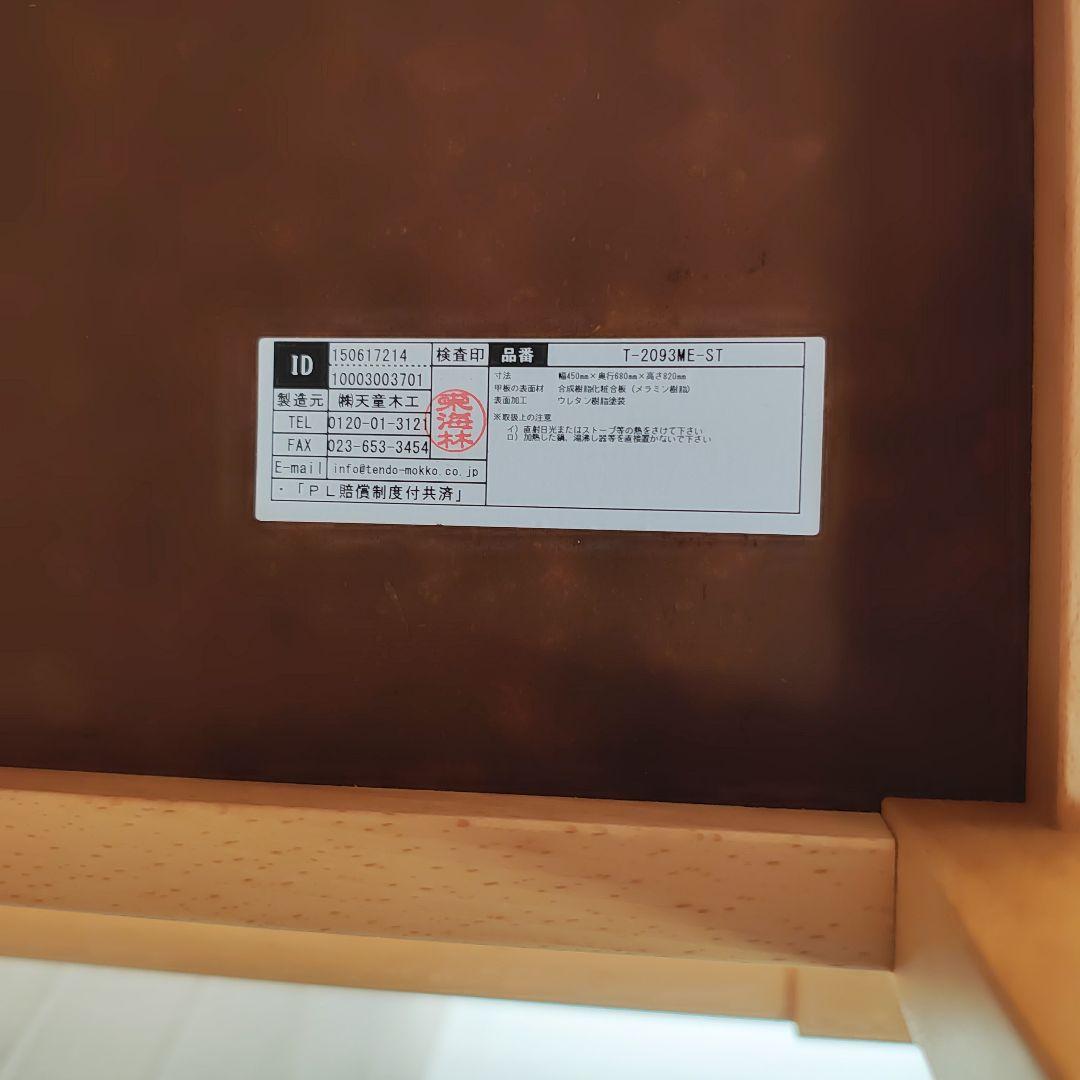 ID 150617214 検査印 品番 T-2093ME-ST
10003003701
製造元 ㈱天童木工
東海林
TEL 0120-01-3121
FAX 023-653-3454
E-mail info@tendo-mokko.co.jp
・「PL賠償制度付共済」
寸法 幅450mm×奥行680mm×高さ820mm
甲板の表面材 合成樹脂化粧合板(メラミン樹脂)
表面加工 ウレタン樹脂塗装
※取扱上の注意
イ)直射日光またはストーブ等の熱をさけて下さい
ロ)加熱した鍋、湯沸し器等を直接置かないで下さい